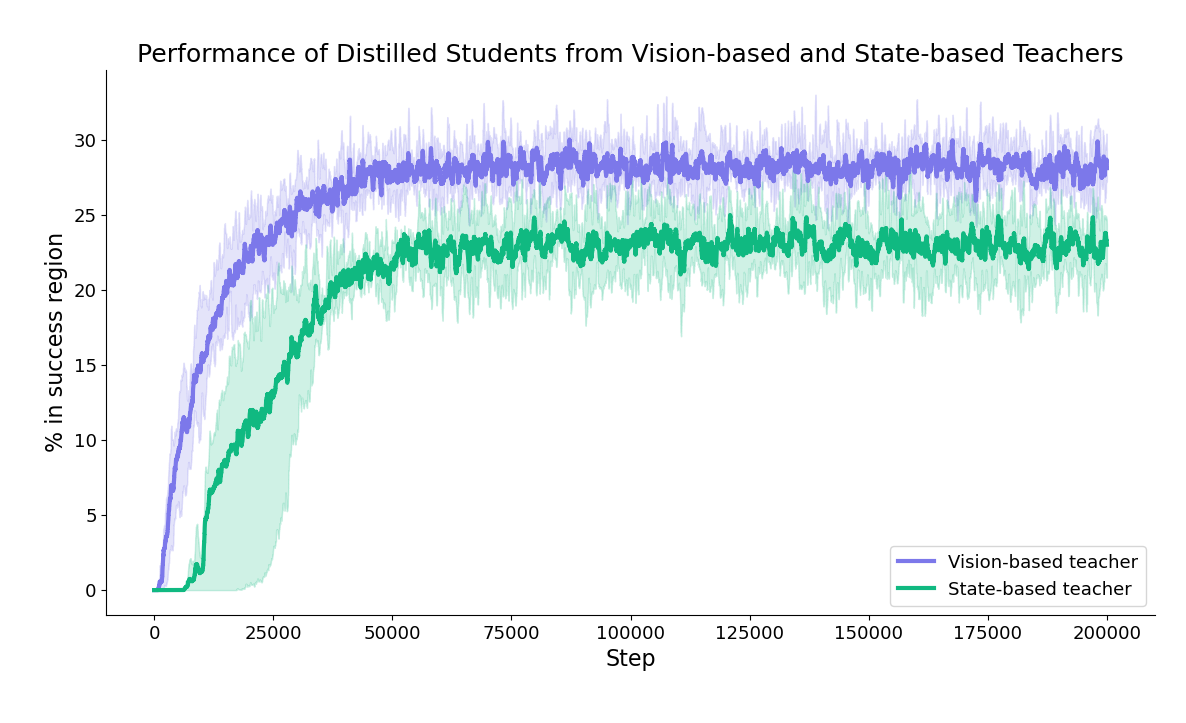 Performance of Distilled Students from Vision-based and State-based Teachers
% in success region
30
25
20
15
10
5
0
Vision-based teacher
State-based teacher
0 25000 50000 75000 100000 125000 150000 175000 200000
Step